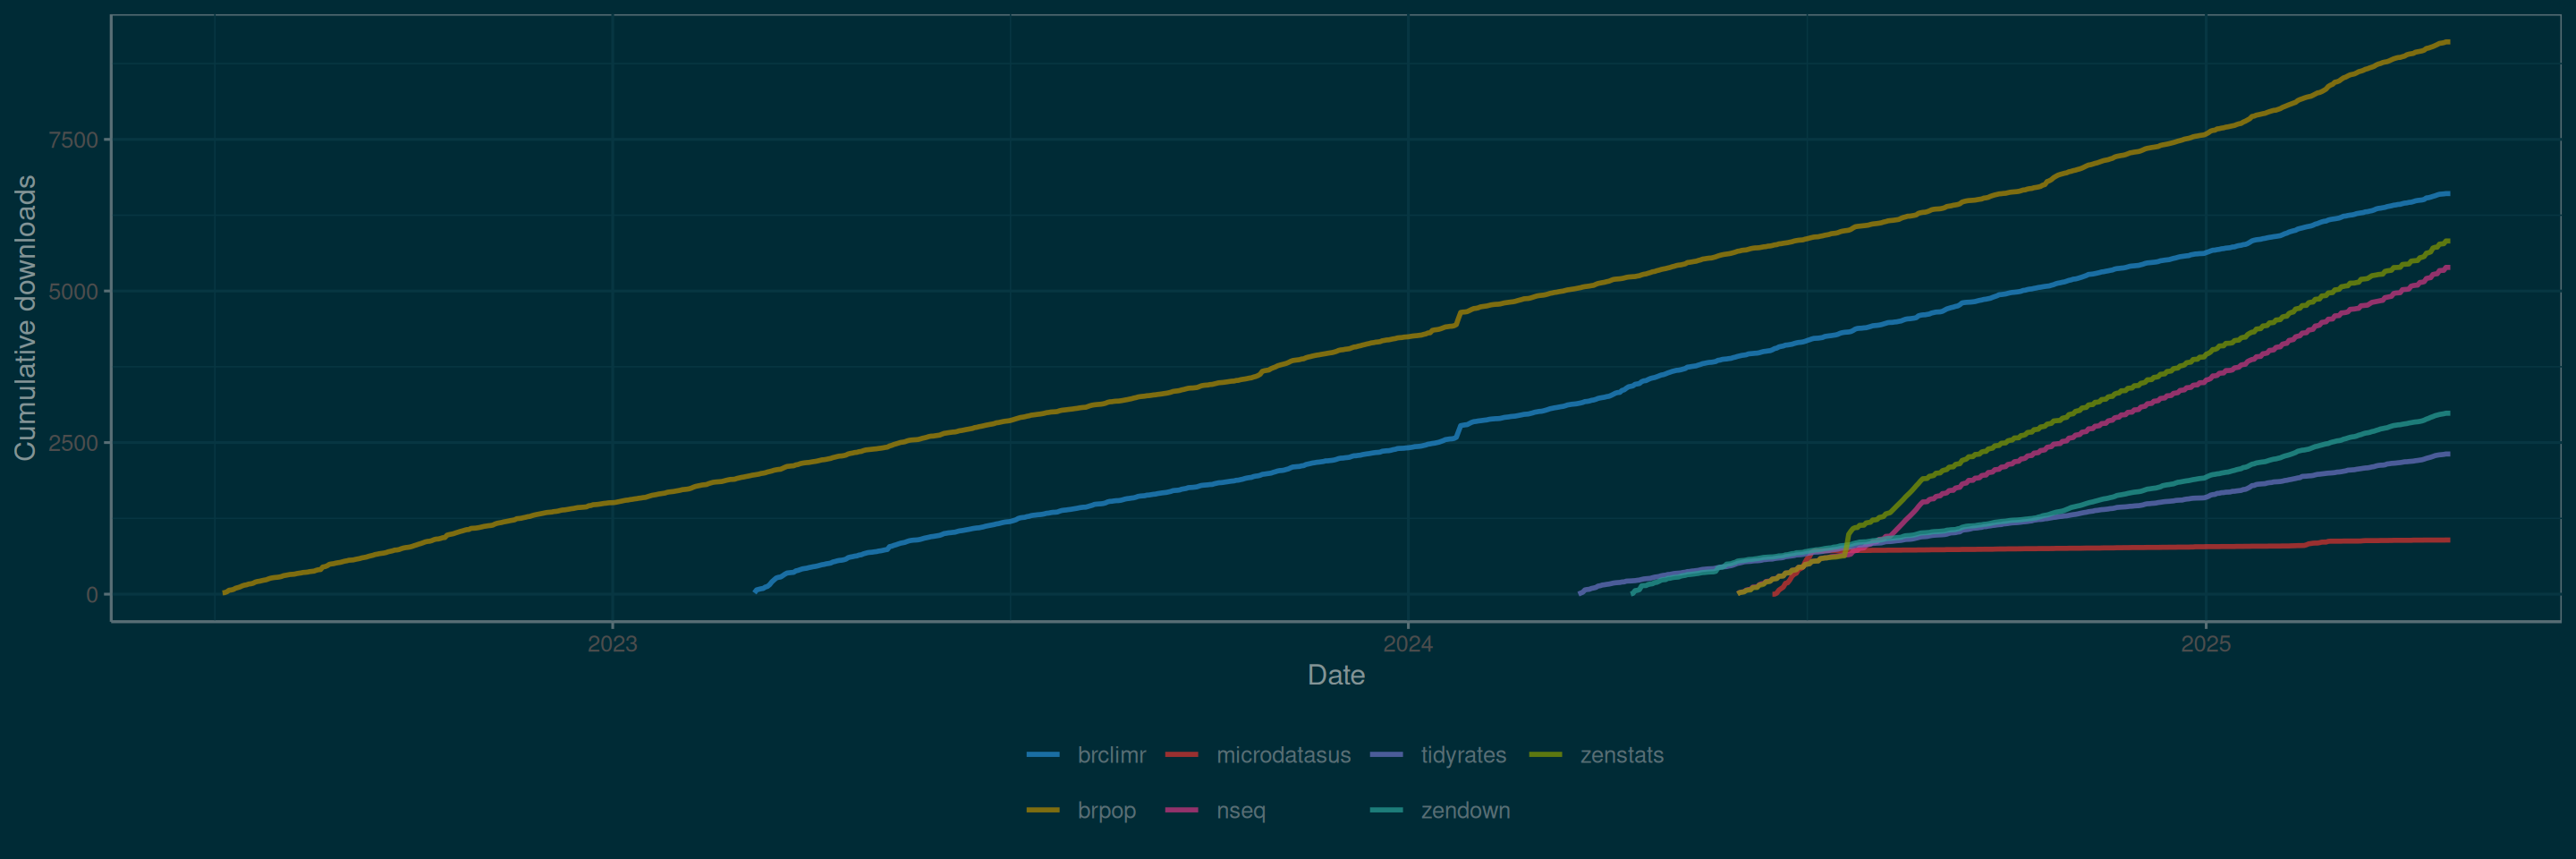 Cumulative downloads
7500
5000
2500
0
2023 2024 2025
Date
brclimr microdatasus tidyrates zenstats
brpop nseq zendown